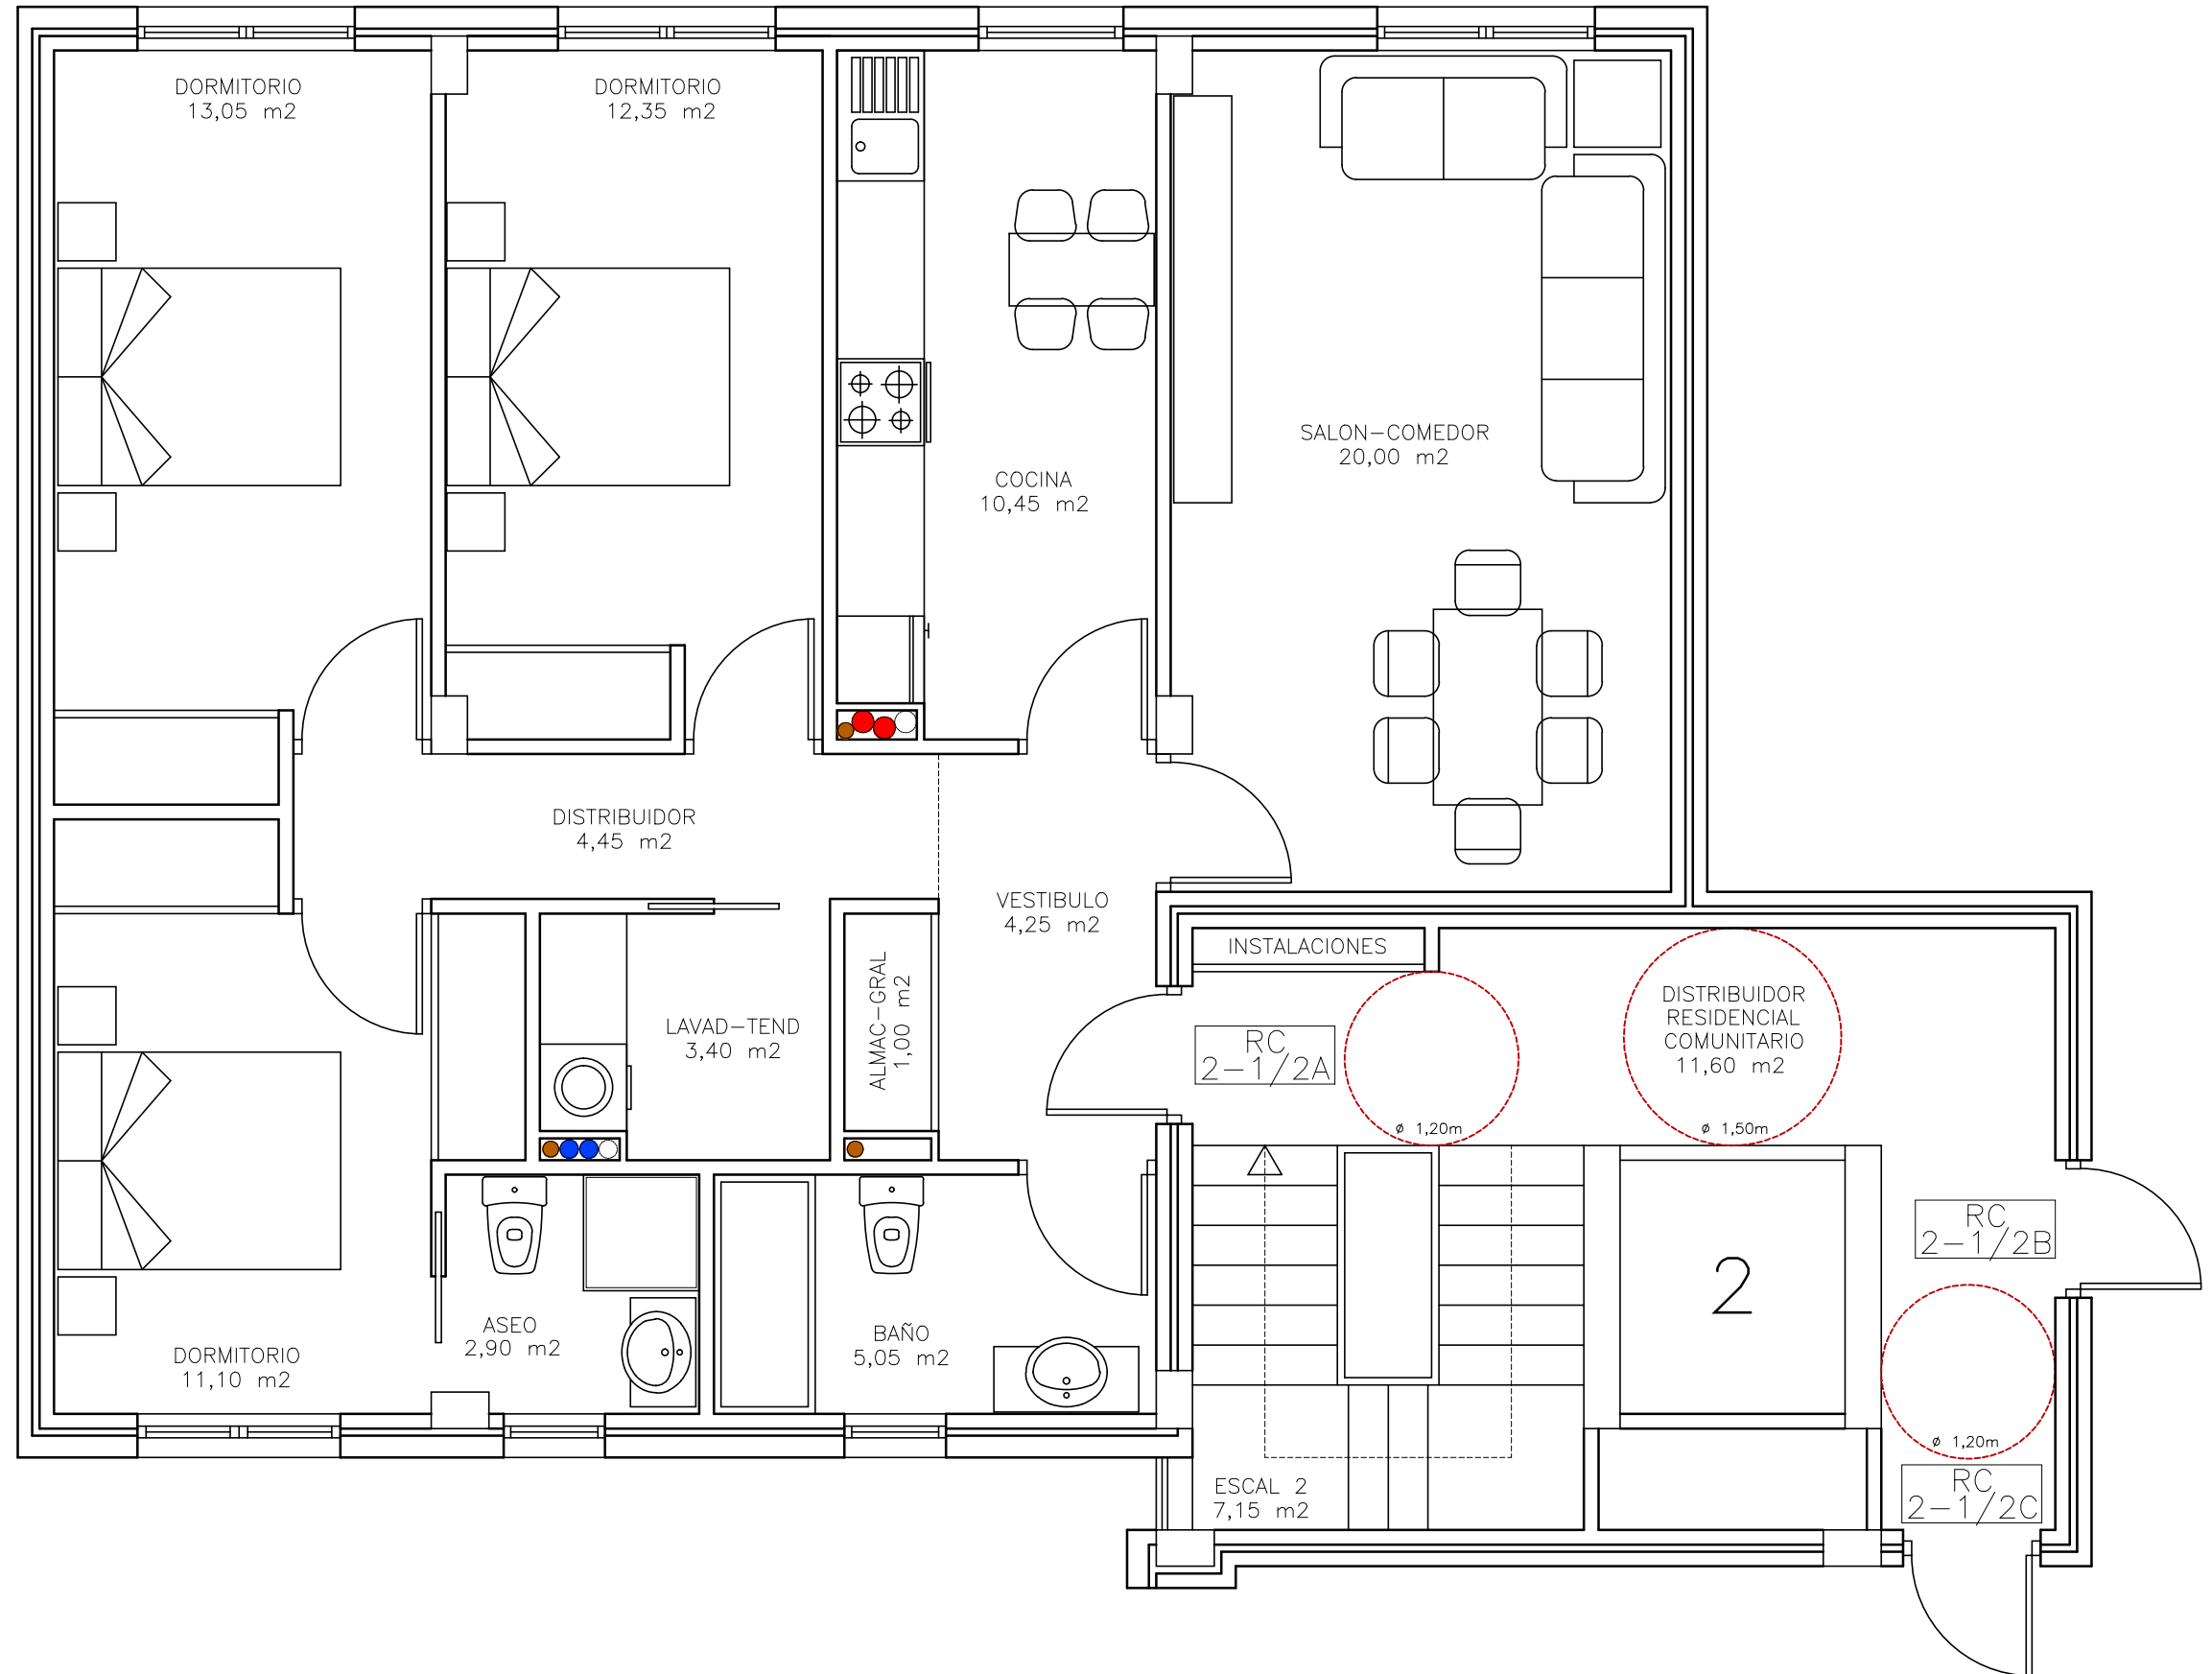 DORMITORIO
13,05 m2
DORMITORIO
12,35 m2
SALON-COMEDOR
20,00 m2
COCINA
10,45 m2
DISTRIBUIDOR
4,45 m2
VESTIBULO
4,25 m2
INSTALACIONES
LAVAD-TEND
3,40 m2
ALMAC-GRAL
1,00 m2
RC
2-1/2A
DISTRIBUIDOR
RESIDENCIAL
COMUNITARIO
11,60 m2
ø 1,20m
ø 1,50m
RC
2-1/2B
2
ASEO
2,90 m2
BAÑO
5,05 m2
DORMITORIO
11,10 m2
ø 1,20m
ESCAL 2
7,15 m2
RC
2-1/2C